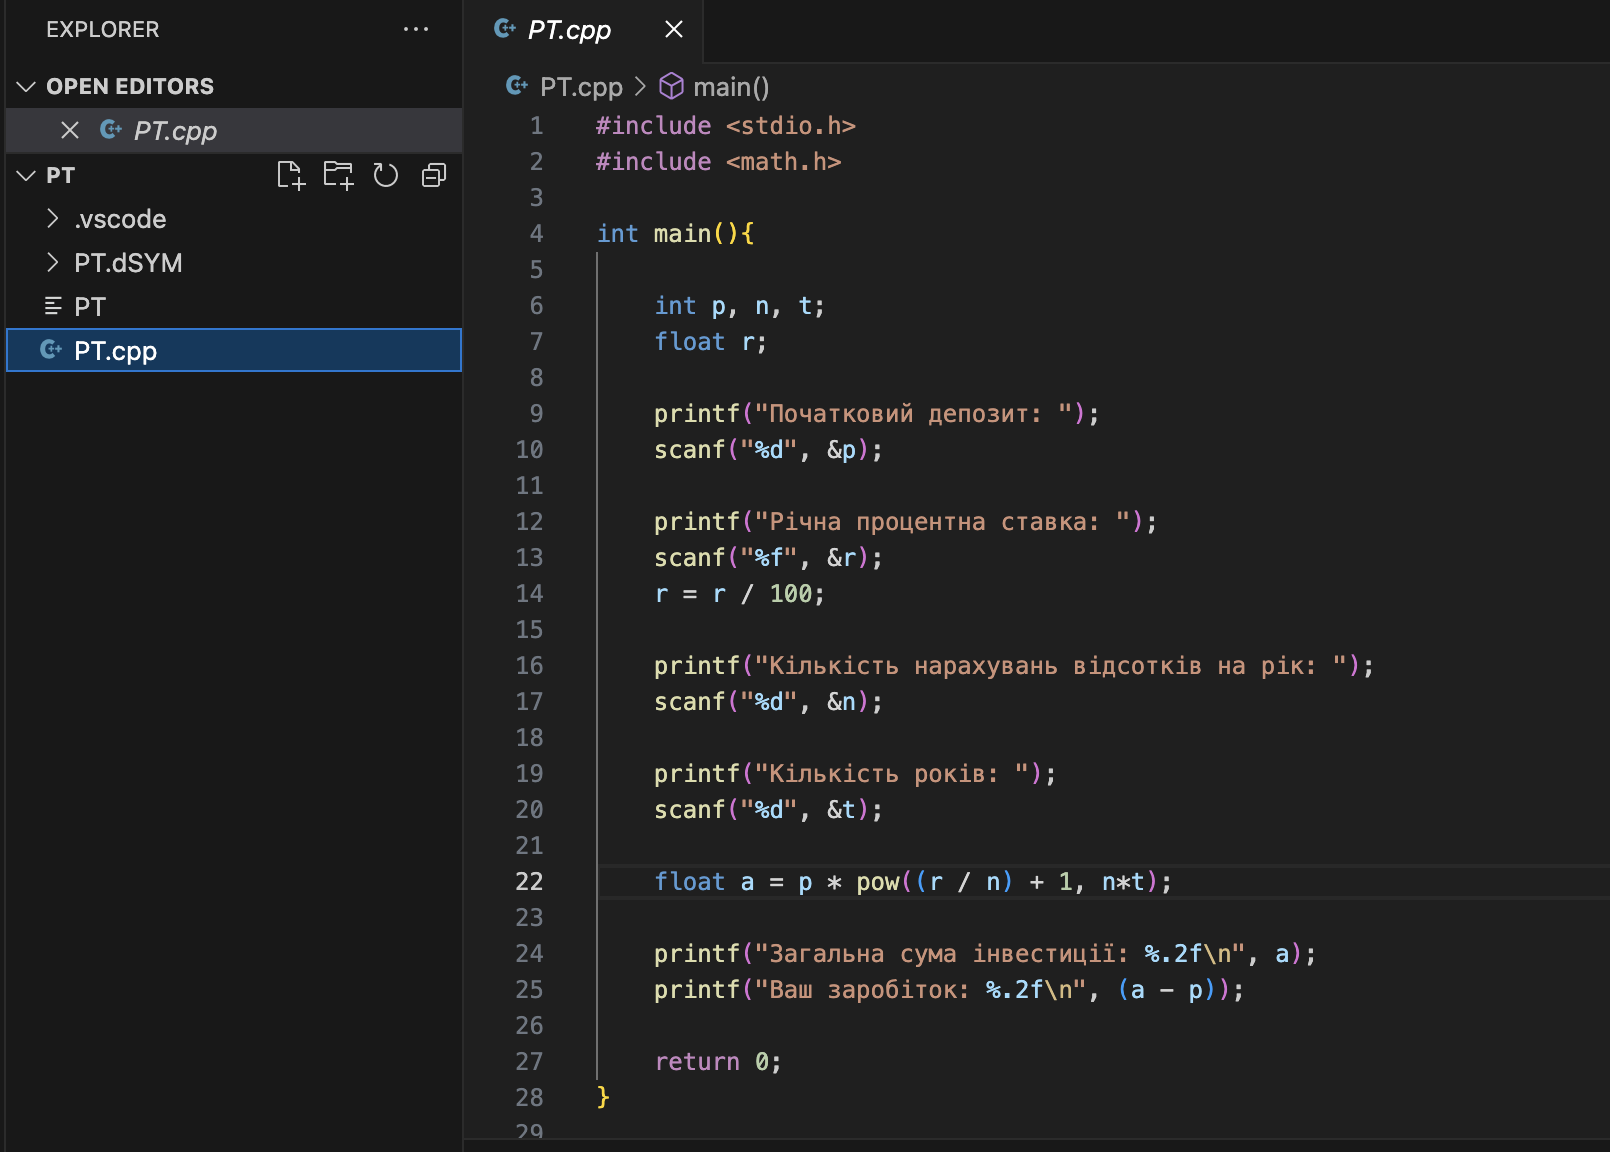 EXPLORER ...
OPEN EDITORS
PT.cpp
PT
.vscode
PT.dSYM
PT
PT.cpp
PT.cpp
PT.cpp > main()
1 #include <stdio.h>
2 #include <math.h>
3
4 int main(){
5
6 int p, n, t;
7 float r;
8
9 printf("Початковий депозит: ");
10 scanf("%d", &p);
11
12 printf("Річна процентна ставка: ");
13 scanf("%f", &r);
14 r = r / 100;
15
16 printf("Кількість нарахувань відсотків на рік: ");
17 scanf("%d", &n);
18
19 printf("Кількість років: ");
20 scanf("%d", &t);
21
22 float a = p * pow((r / n) + 1, n*t);
23
24 printf("Загальна сума інвестиції: %.2f\n", a);
25 printf("Ваш заробіток: %.2f\n", (a - p));
26
27 return 0;
28 }
29